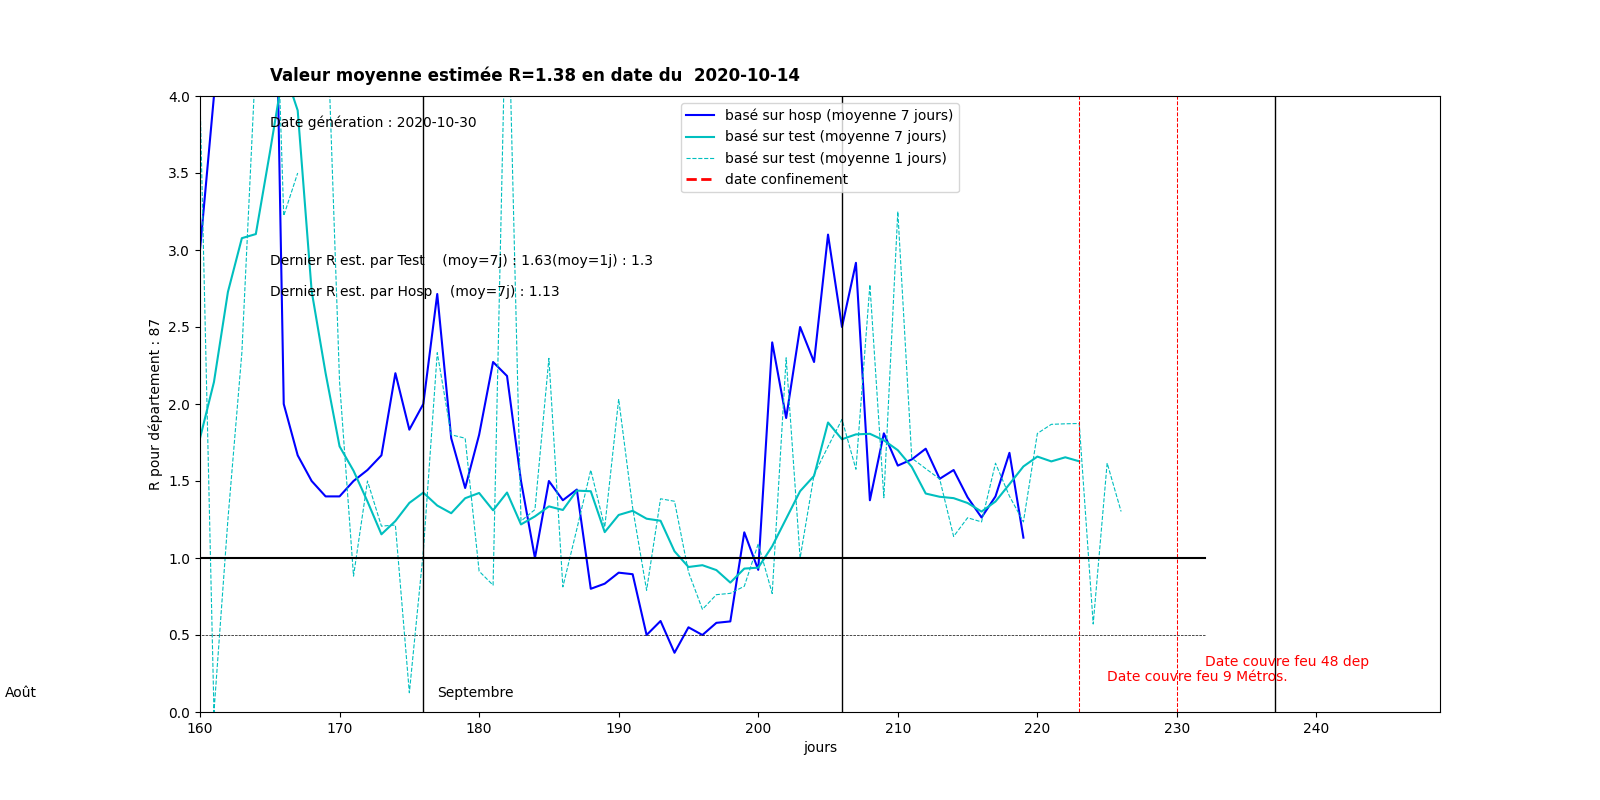 Valeur moyenne estimée R=1.38 en date du  2020-10-14
4.0
Date génération : 2020-10-30
basé sur hosp (moyenne 7 jours)
basé sur test (moyenne 7 jours)
basé sur test (moyenne 1 jours)
date confinement
3.5
3.0
Dernier R est. par Test    (moy=7j) : 1.63(moy=1j) : 1.3
Dernier R est. par Hosp    (moy=7j) : 1.13
2.5
R pour département : 87
2.0
1.5
1.0
0.5
Date couvre feu 48 dep
Date couvre feu 9 Métros.
Août
Septembre
0.0
160 170 180 190 200 210 220 230 240
jours